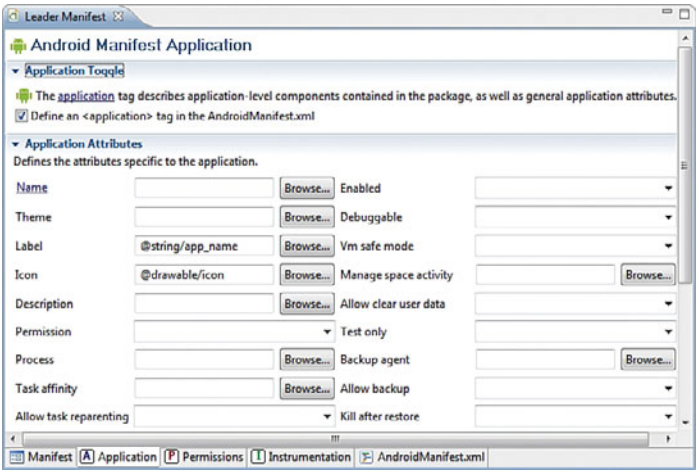 Leader Manifest
Android Manifest Application
Application Toggle
The application tag describes application-level components contained in the package, as well as general application attributes.
Define an <application> tag in the AndroidManifest.xml
Application Attributes
Defines the attributes specific to the application.
Name Browse... Enabled
Theme Browse... Debuggable
Label @string/app_name Browse... Vm safe mode
Icon @drawable/icon Browse... Manage space activity Browse...
Description Browse... Allow clear user data
Permission Test only
Process Browse... Backup agent Browse...
Task affinity Browse... Allow backup
Allow task reparenting Kill after restore
Manifest A Application P Permissions I Instrumentation AndroidManifest.xml